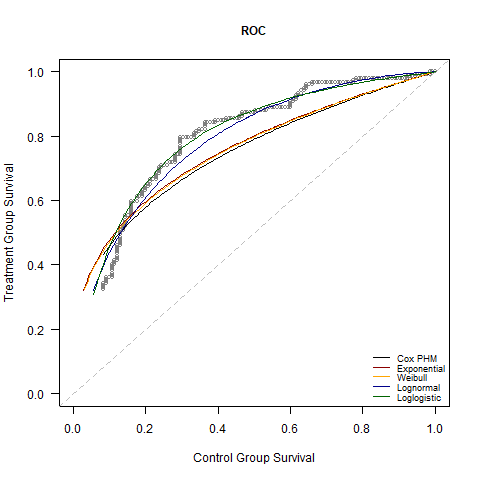 ROC
Treatment Group Survival
1.0
0.8
0.6
0.4
0.2
0.0
Cox PHM
Exponential
Weibull
Lognormal
Loglogistic
0.0 0.2 0.4 0.6 0.8 1.0
Control Group Survival